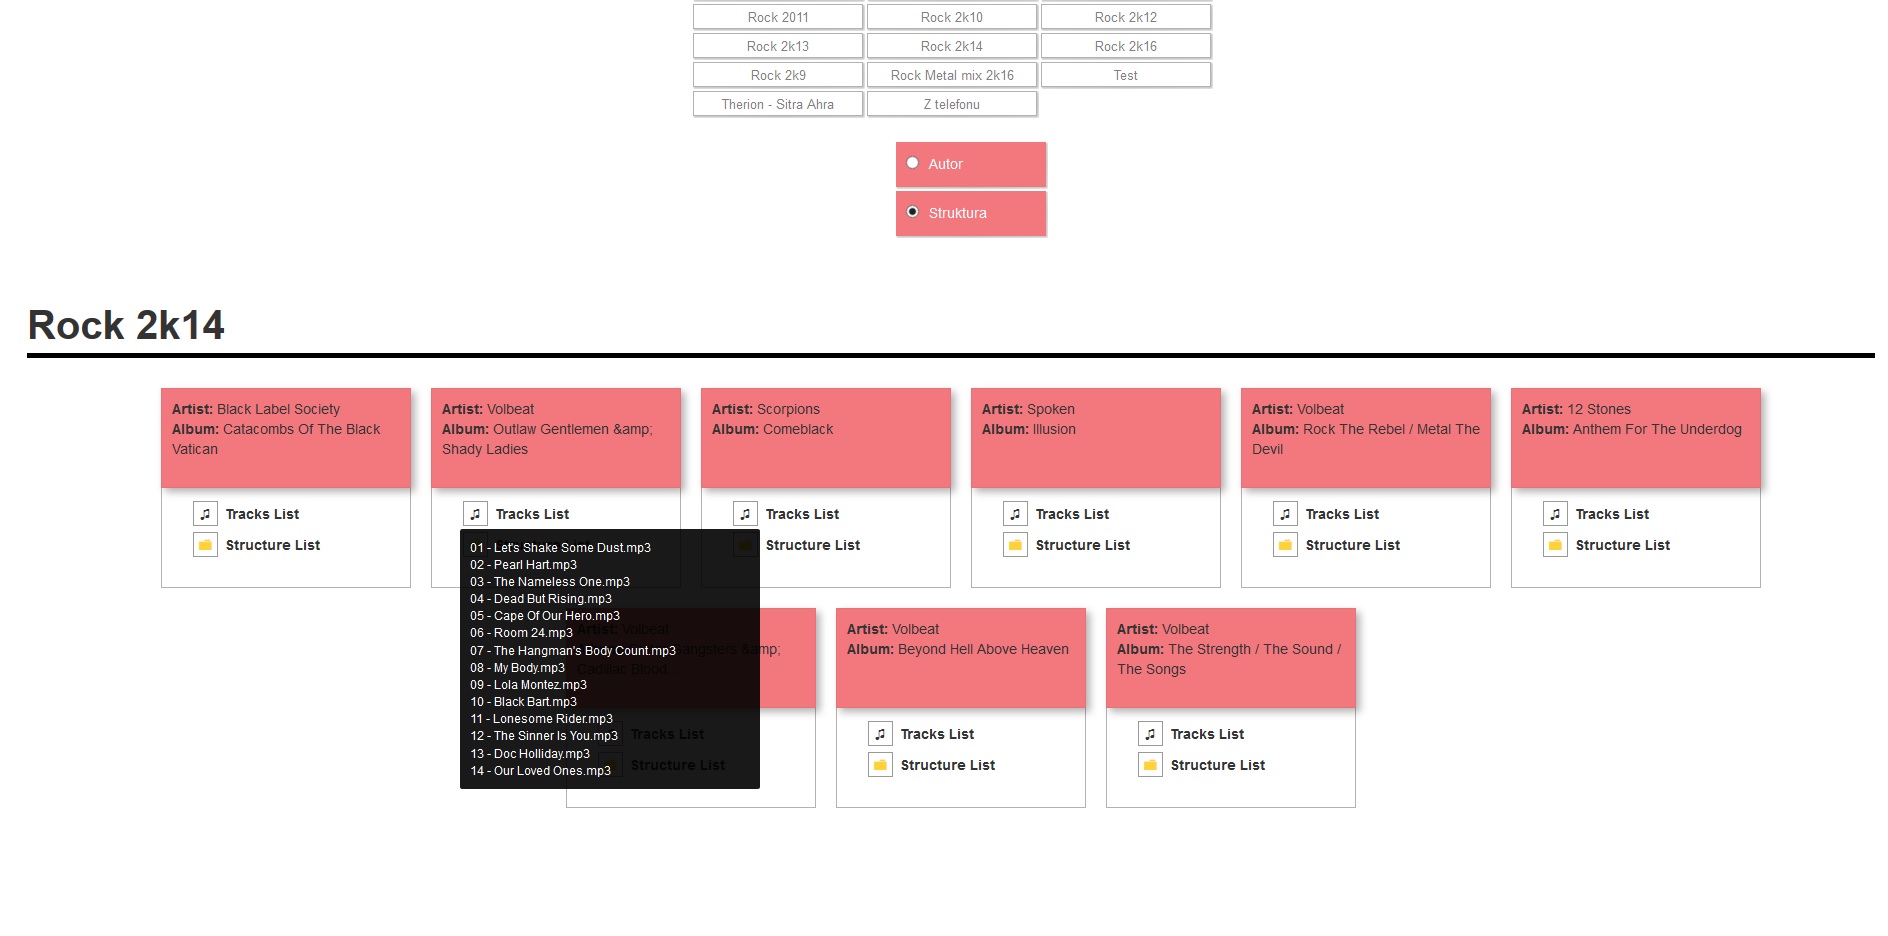 Rock 2011
Rock 2k10
Rock 2k12
Rock 2k13
Rock 2k14
Rock 2k16
Rock 2k9
Rock Metal mix 2k16
Test
Therion - Sitra Ahra
Z telefonu
Autor
Struktura
Rock 2k14
Artist: Black Label Society
Album: Catacombs Of The Black
Vatican
Tracks List
Structure List
Artist: Volbeat
Album: Outlaw Gentlemen &amp;
Shady Ladies
Tracks List
Artist: Scorpions
Album: Comeblack
Tracks List
Structure List
Artist: Spoken
Album: Illusion
Tracks List
Structure List
Artist: Volbeat
Album: Rock The Rebel / Metal The
Devil
Tracks List
Structure List
Artist: 12 Stones
Album: Anthem For The Underdog
Tracks List
Structure List
01 - Let's Shake Some Dust.mp3
02 - Pearl Hart.mp3
03 - The Nameless One.mp3
04 - Dead But Rising.mp3
05 - Cape Of Our Hero.mp3
06 - Room 24.mp3
07 - The Hangman's Body Count.mp3
08 - My Body.mp3
09 - Lola Montez.mp3
10 - Black Bart.mp3
11 - Lonesome Rider.mp3
12 - The Sinner Is You.mp3
13 - Doc Holliday.mp3
14 - Our Loved Ones.mp3
Artist: Volbeat
Gangsters &amp;
Cadillac Blood
Tracks List
Structure List
Artist: Volbeat
Album: Beyond Hell Above Heaven
Tracks List
Structure List
Artist: Volbeat
Album: The Strength / The Sound /
The Songs
Tracks List
Structure List